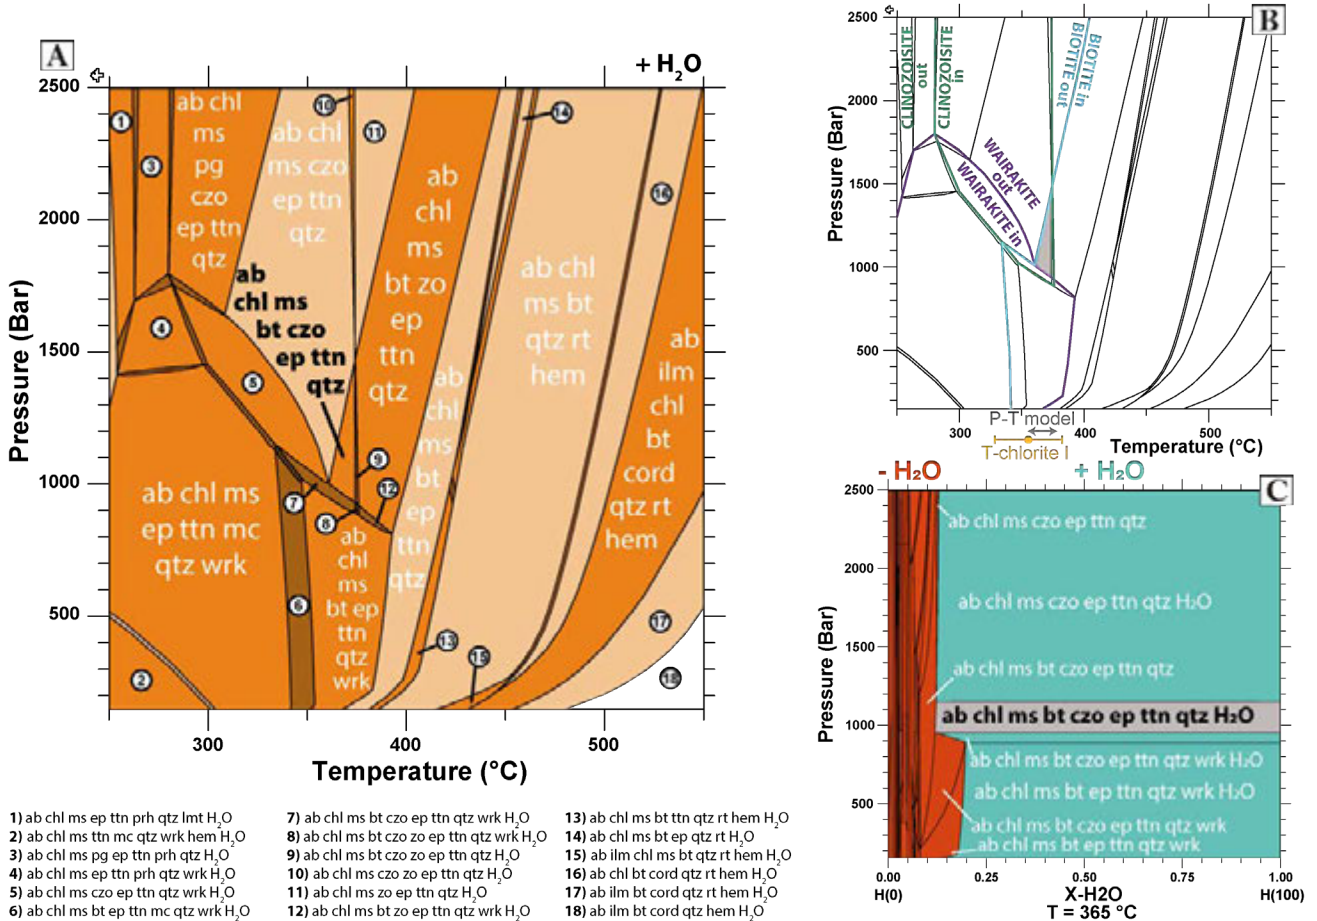 A
+ H₂O
2500
2000
1500
1000
500
Pressure (Bar)
300
400
500
Temperature (°C)
1
3
ab chl
ms
pg
czo
ep ttn
qtz
10
11
ab chl
ms czo
ep ttn
qtz
ab
chl
ms
bt zo
ep
ttn
qtz
14
16
ab chl
ms bt
qtz rt
hem
ab
chl ms
bt czo
ep ttn
qtz
4
5
ab
chl
ms
bt
ep
ttn
qtz
ab
ilm
chl
bt
cord
qtz rt
hem
9
12
7
8
ab chl ms
ep ttn mc
qtz wrk
6
ab
chl
ms
bt ep
ttn
qtz
wrk
13
15
17
18
2
1) ab chl ms ep ttn prh qtz lmt H₂O
2) ab chl ms ttn mc qtz wrk hem H₂O
3) ab chl ms pg ep ttn prh qtz H₂O
4) ab chl ms ep ttn prh qtz wrk H₂O
5) ab chl ms czo ep ttn qtz wrk H₂O
6) ab chl ms bt ep ttn mc qtz wrk H₂O
7) ab chl ms bt czo ep ttn qtz wrk H₂O
8) ab chl ms bt czo zo ep ttn qtz wrk H₂O
9) ab chl ms bt czo zo ep ttn qtz H₂O
10) ab chl ms czo zo ep ttn qtz H₂O
11) ab chl ms zo ep ttn qtz H₂O
12) ab chl ms bt zo ep ttn qtz wrk H₂O
13) ab chl ms bt ttn qtz rt hem H₂O
14) ab chl ms bt ep qtz rt H₂O
15) ab ilm chl ms bt qtz rt hem H₂O
16) ab chl bt cord qtz rt hem H₂O
17) ab ilm bt cord qtz rt hem H₂O
18) ab ilm bt cord qtz hem H₂O
B
2500
2000
1500
1000
500
Pressure (Bar)
CLINOZOISITE
out
CLINOZOISITE
in
BIOTITE in
BIOTITE out
WAIRAKITE
out
WAIRAKITE in
300
400
500
P-T model
Temperature (°C)
T-chlorite I
- H₂O
+ H₂O
C
2500
2000
1500
1000
500
Pressure (Bar)
ab chl ms czo ep ttn qtz
ab chl ms czo ep ttn qtz H₂O
ab chl ms bt czo ep ttn qtz
ab chl ms bt czo ep ttn qtz H₂O
ab chl ms bt czo ep ttn qtz wrk H₂O
ab chl ms bt ep ttn qtz wrk H₂O
ab chl ms bt czo ep ttn qtz wrk
ab chl ms bt ep ttn qtz wrk
0.00
0.25
0.50
0.75
1.00
H(0)
X-H2O
H(100)
T = 365 °C